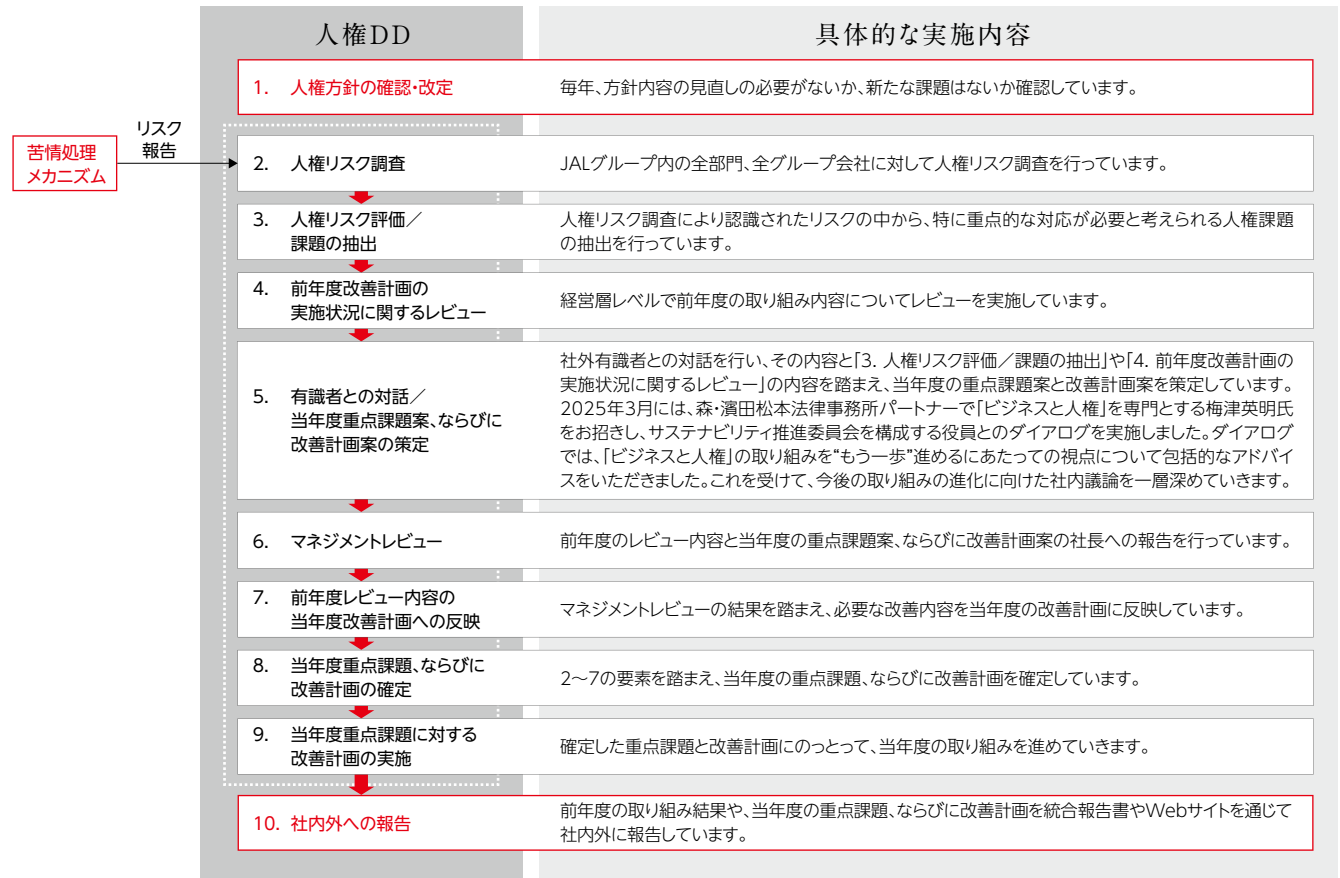 人権DD
具体的な実施内容
1. 人権方針の確認・改定
毎年、方針内容の見直しの必要がないか、新たな課題はないか確認しています。
苦情処理
メカニズム
リスク
報告
2. 人権リスク調査
JALグループ内の全部門、全グループ会社に対して人権リスク調査を行っています。
3. 人権リスク評価／
課題の抽出
人権リスク調査により認識されたリスクの中から、特に重点的な対応が必要と考えられる人権課題
の抽出を行っています。
4. 前年度改善計画の
実施状況に関するレビュー
経営層レベルで前年度の取り組み内容についてレビューを実施しています。
5. 有識者との対話／
当年度重点課題案、ならびに
改善計画案の策定
社外有識者との対話を行い、その内容と「3. 人権リスク評価／課題の抽出」や「4. 前年度改善計画の
実施状況に関するレビュー」の内容を踏まえ、当年度の重点課題案と改善計画案を策定しています。
2025年3月には、森・濱田松本法律事務所パートナーで「ビジネスと人権」を専門とする梅津英明氏
をお招きし、サステナビリティ推進委員会を構成する役員とのダイアログを実施しました。ダイアログ
では、「ビジネスと人権」の取り組みを“もう一歩”進めるにあたっての視点について包括的なアドバイ
スをいただきました。これを受けて、今後の取り組みの進化に向けた社内議論を一層深めていきます。
6. マネジメントレビュー
前年度のレビュー内容と当年度の重点課題案、ならびに改善計画案の社長への報告を行っています。
7. 前年度レビュー内容の
当年度改善計画への反映
マネジメントレビューの結果を踏まえ、必要な改善内容を当年度の改善計画に反映しています。
8. 当年度重点課題、ならびに
改善計画の確定
2〜7の要素を踏まえ、当年度の重点課題、ならびに改善計画を確定しています。
9. 当年度重点課題に対する
改善計画の実施
確定した重点課題と改善計画にのっとって、当年度の取り組みを進めていきます。
10. 社内外への報告
前年度の取り組み結果や、当年度の重点課題、ならびに改善計画を統合報告書やWebサイトを通じて
社内外に報告しています。